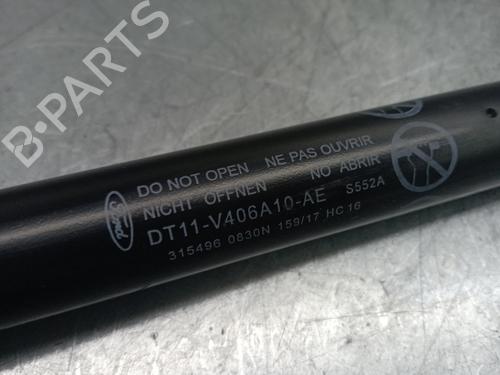 B-PARTS
Ford
DO NOT OPEN NE PAS OUVRIR
NICHT ÖFFNEN NO ABRIR
DT11-V406A10-AE S552A
315496 0830N 159/17 HC 16